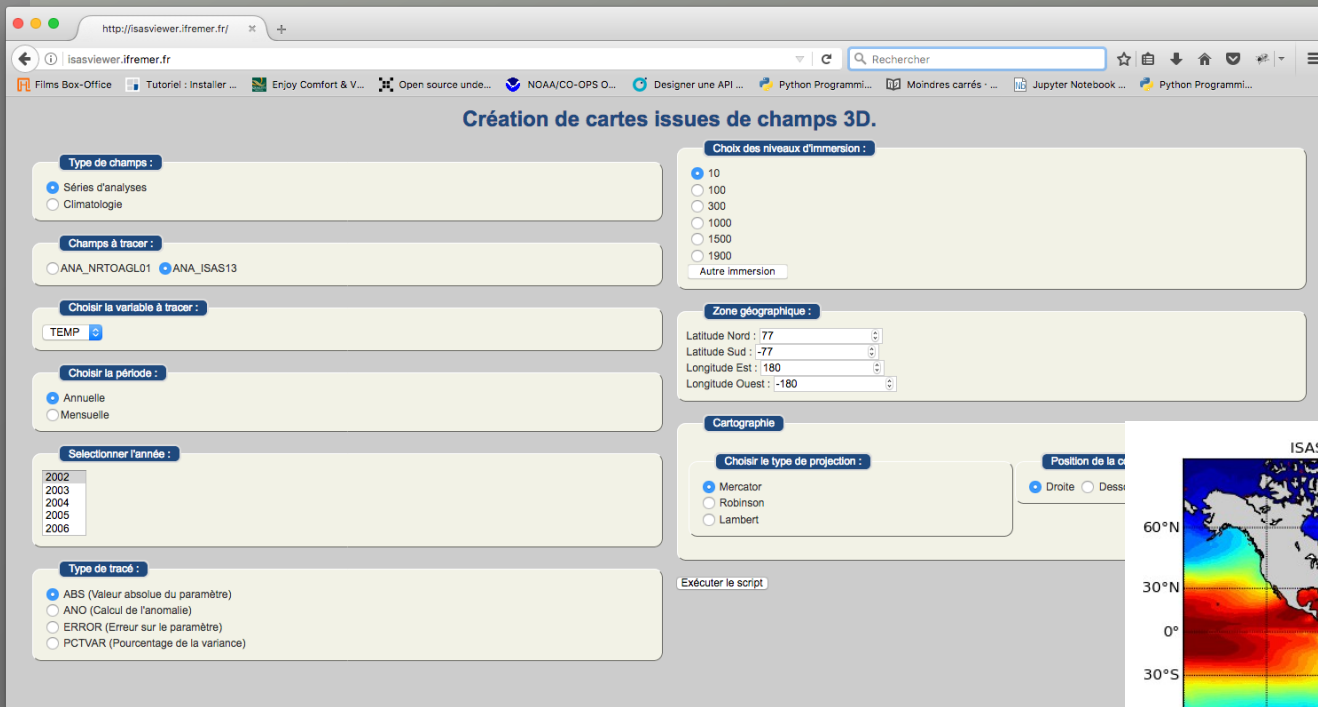 http://isasviewer.ifremer.fr/
isasviewer.ifremer.fr
Rechercher
Films Box-Office
Tutoriel : Installer ...
Enjoy Comfort & V...
Open source unde...
NOAA/CO-OPS O...
Designer une API ...
Python Programmi...
Moindres carrés - ...
Jupyter Notebook ...
Python Programmi...
Création de cartes issues de champs 3D.
Type de champs :
Séries d'analyses
Climatologie
Champs à tracer :
ANA_NRTOAGL01 ANA_ISAS13
Choisir la variable à tracer :
TEMP
Choisir la période :
Annuelle
Mensuelle
Selectionner l'année :
2002
2003
2004
2005
2006
Type de tracé :
ABS (Valeur absolue du paramètre)
ANO (Calcul de l'anomalie)
ERROR (Erreur sur le paramètre)
PCTVAR (Pourcentage de la variance)
Choix des niveaux d'immersion :
10
100
300
1000
1500
1900
Autre immersion
Zone géographique :
Latitude Nord : 77
Latitude Sud : -77
Longitude Est : 180
Longitude Ouest : -180
Cartographie
Choisir le type de projection :
Mercator
Robinson
Lambert
Position de la co
Droite Desso
Exécuter le script
ISAS
60°N
30°N
0°
30°S